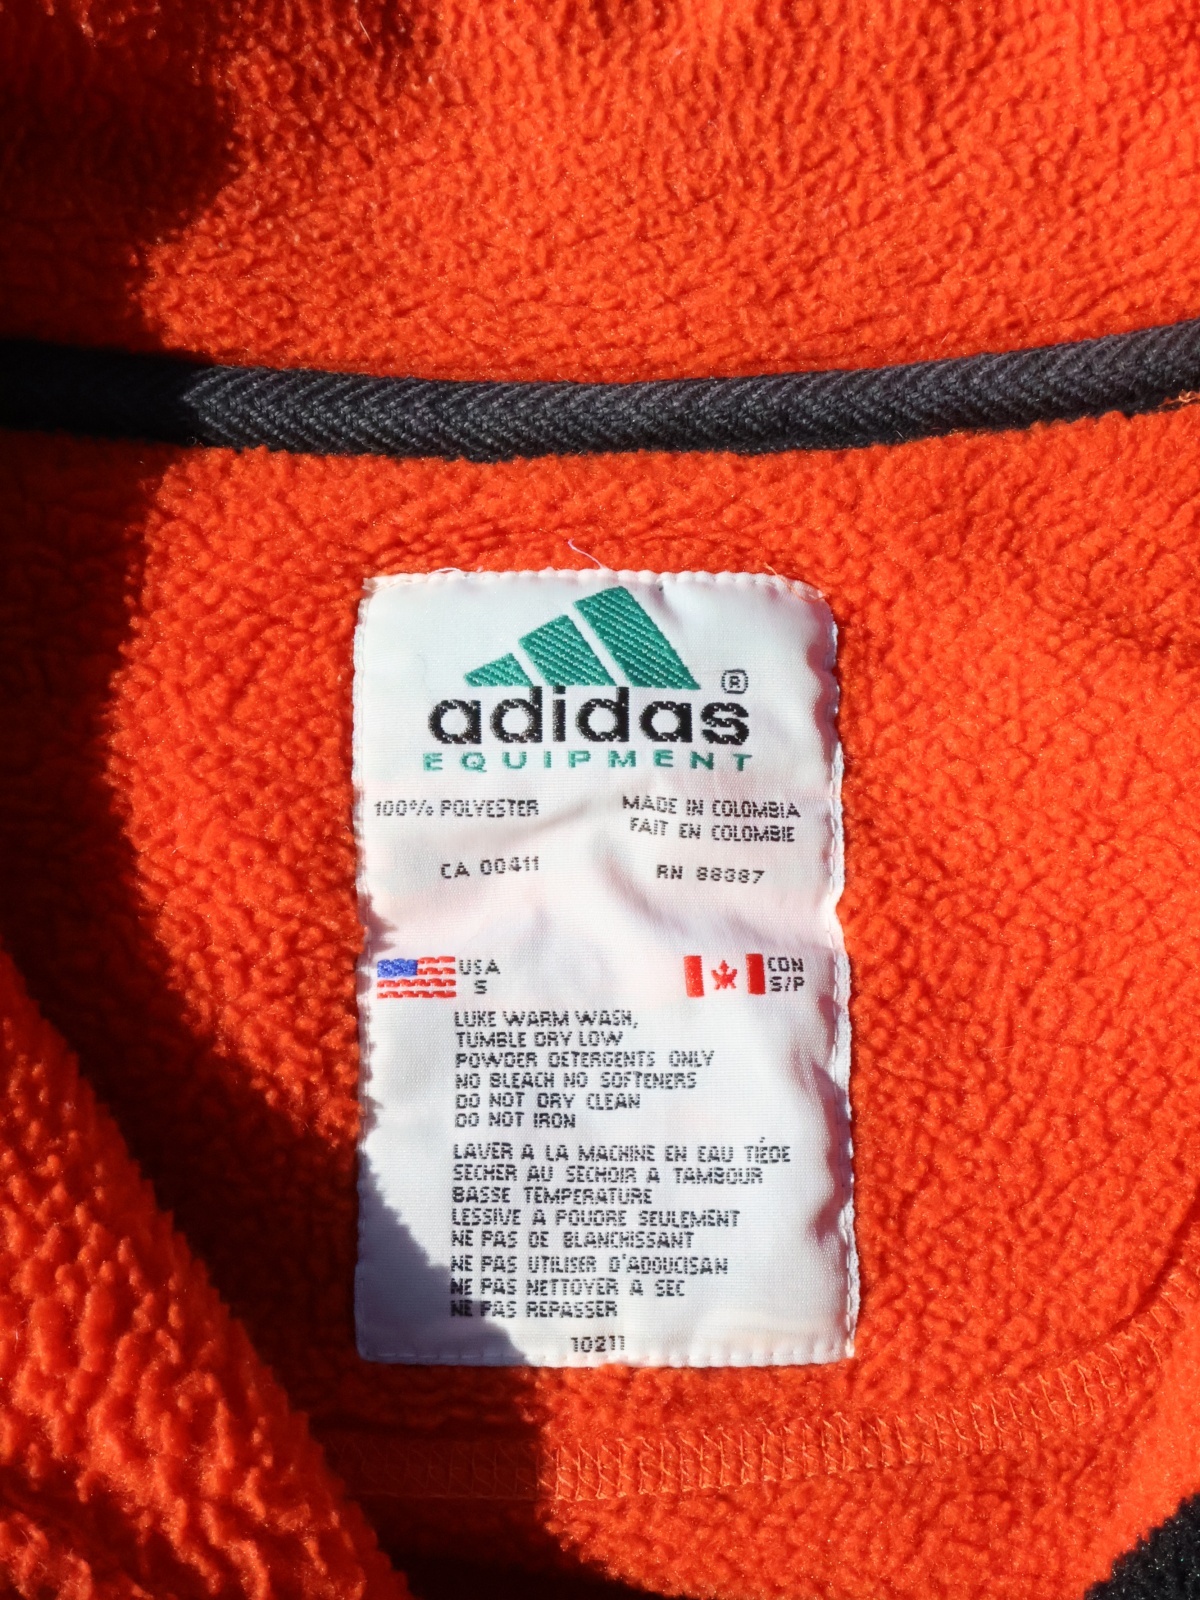 adidas ®
EQUIPMENT
100% POLYESTER
MADE IN COLOMBIA
FAIT EN COLOMBIE
CA 00411
RN 88387
USA
S
CDN
S/P
LUKE WARM WASH,
TUMBLE DRY LOW
POWDER DETERGENTS ONLY
NO BLEACH NO SOFTENERS
DO NOT DRY CLEAN
DO NOT IRON
LAVER A LA MACHINE EN EAU TIÉDE
SECHER AU SECHOIR A TAMBOUR
BASSE TEMPERATURE
LESSIVE A POUDRE SEULEMENT
NE PAS DE BLANCHISSANT
NE PAS UTILISER D'ADOUCISAN
NE PAS NETTOYER A SEC
NE PAS REPASSER
10211